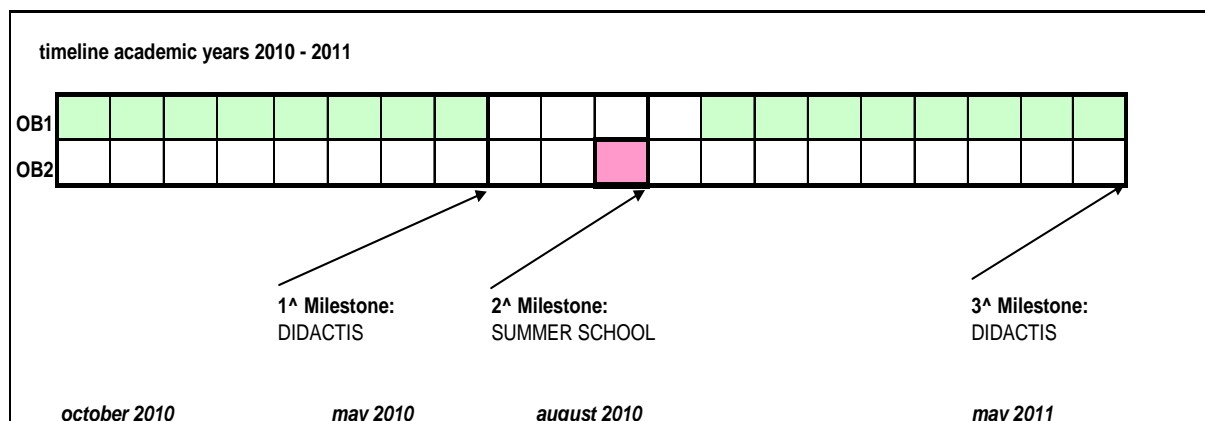 timeline academic years 2010 - 2011
OB1
OB2
1^ Milestone:
DIDACTIS
2^ Milestone:
SUMMER SCHOOL
3^ Milestone:
DIDACTIS
october 2010 may 2010 august 2010 may 2011